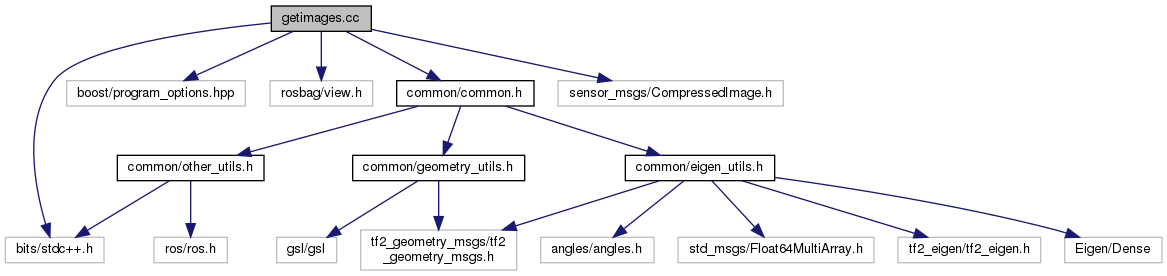 getimages.cc
boost/program_options.hpp
rosbag/view.h
common/common.h
sensor_msgs/CompressedImage.h
common/other_utils.h
common/geometry_utils.h
common/eigen_utils.h
bits/stdc++.h
ros/ros.h
gsl/gsl
tf2_geometry_msgs/tf2
_geometry_msgs.h
angles/angles.h
std_msgs/Float64MultiArray.h
tf2_eigen/tf2_eigen.h
Eigen/Dense